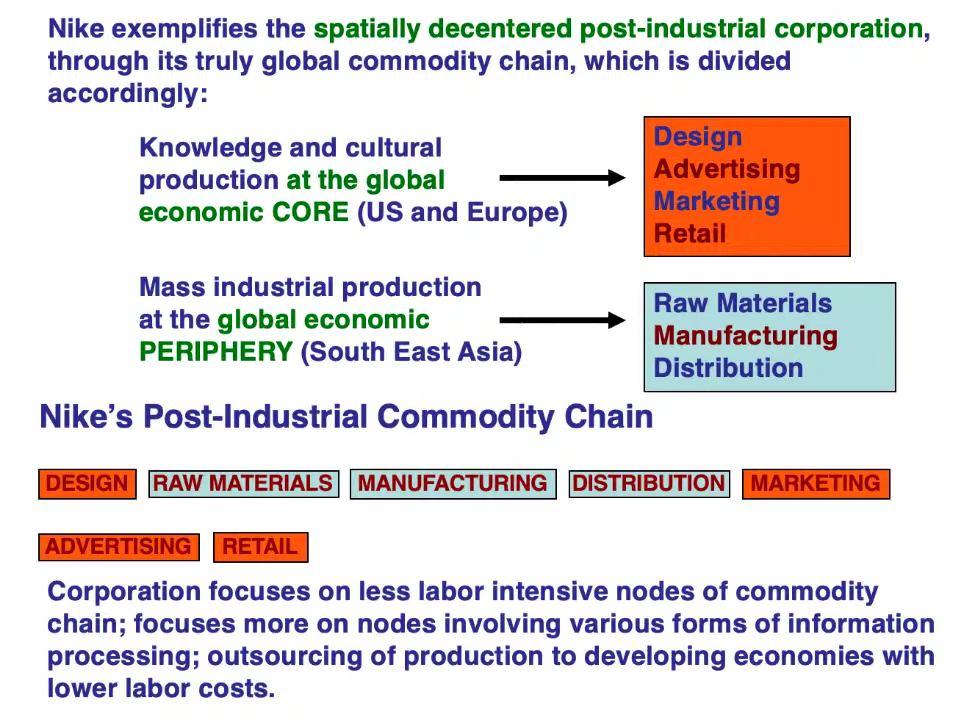 Nike exemplifies the spatially decentered post-industrial corporation,
through its truly global commodity chain, which is divided
accordingly:
Knowledge and cultural
production at the global
economic CORE (US and Europe)
Design
Advertising
Marketing
Retail
Mass industrial production
at the global economic
PERIPHERY (South East Asia)
Raw Materials
Manufacturing
Distribution
Nike’s Post-Industrial Commodity Chain
DESIGN RAW MATERIALS MANUFACTURING DISTRIBUTION MARKETING
ADVERTISING RETAIL
Corporation focuses on less labor intensive nodes of commodity
chain; focuses more on nodes involving various forms of information
processing; outsourcing of production to developing economies with
lower labor costs.